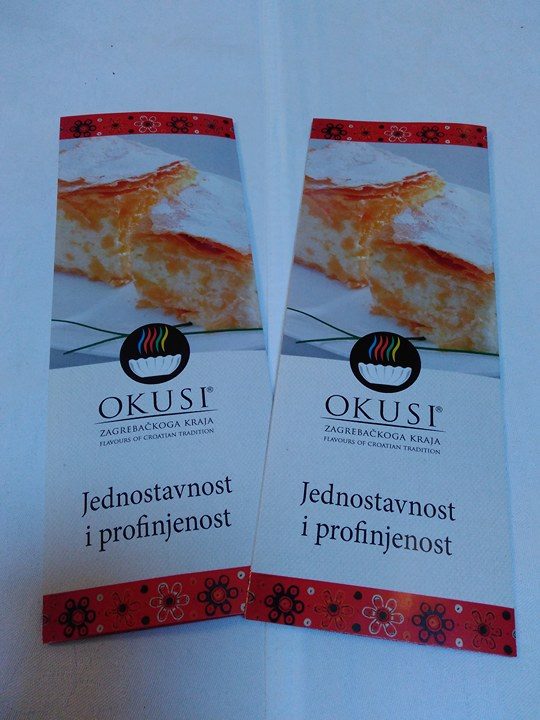 OKUSI®
ZAGREBAČKOGA KRAJA
FLAVOURS OF CROATIAN TRADITION
Jednostavnost
i profinjenost
OKUSI®
ZAGREBAČKOGA KRAJA
FLAVOURS OF CROATIAN TRADITION
Jednostavnost
i profinjenost